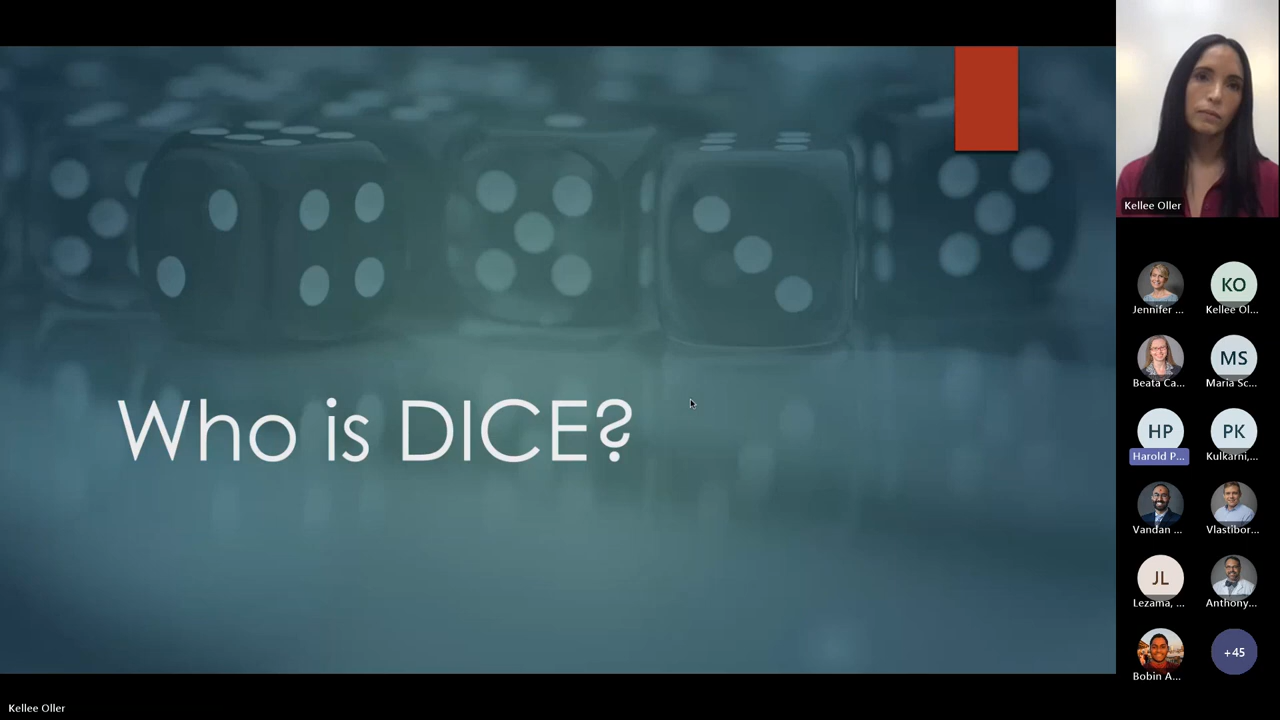 Who is DICE?
Kellee Oller
Jennifer ...
KO
Kellee Ol...
Beata Ca...
MS
Maria Sc...
HP
Harold P...
PK
Kulkarni,...
Vandan ...
Vlastibor...
JL
Lezama, ...
Anthony...
Bobin A...
+45
Kellee Oller